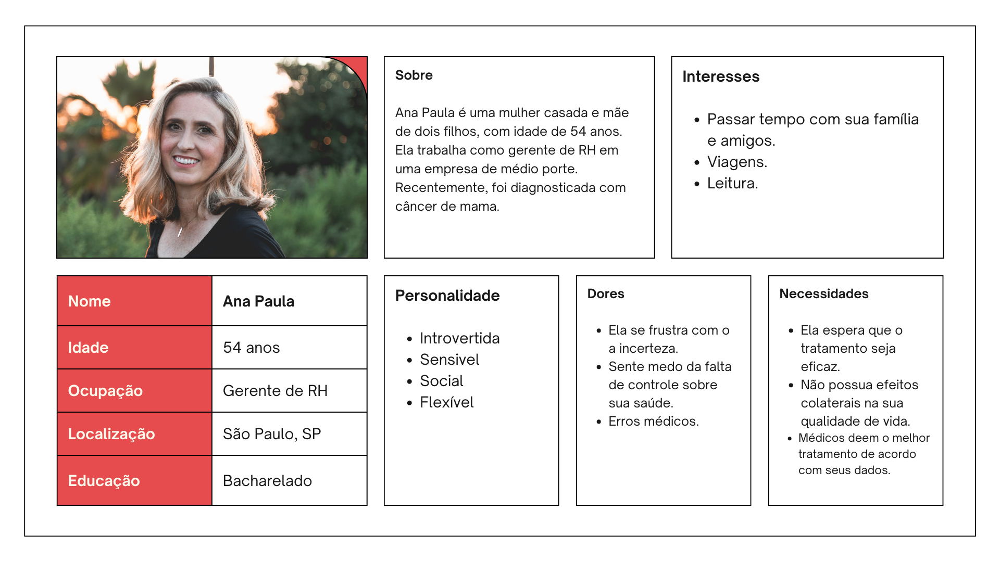 Sobre
Ana Paula é uma mulher casada e mãe
de dois filhos, com idade de 54 anos.
Ela trabalha como gerente de RH em
uma empresa de médio porte.
Recentemente, foi diagnosticada com
câncer de mama.
Interesses
• Passar tempo com sua família
e amigos.
• Viagens.
• Leitura.
Nome
Ana Paula
Idade
54 anos
Ocupação
Gerente de RH
Localização
São Paulo, SP
Educação
Bacharelado
Personalidade
• Introvertida
• Sensivel
• Social
• Flexível
Dores
• Ela se frustra com o
a incerteza.
• Sente medo da falta
de controle sobre
sua saúde.
• Erros médicos.
Necessidades
• Ela espera que o
tratamento seja
eficaz.
• Não possua efeitos
colaterais na sua
qualidade de vida.
• Médicos deem o melhor
tratamento de acordo
com seus dados.